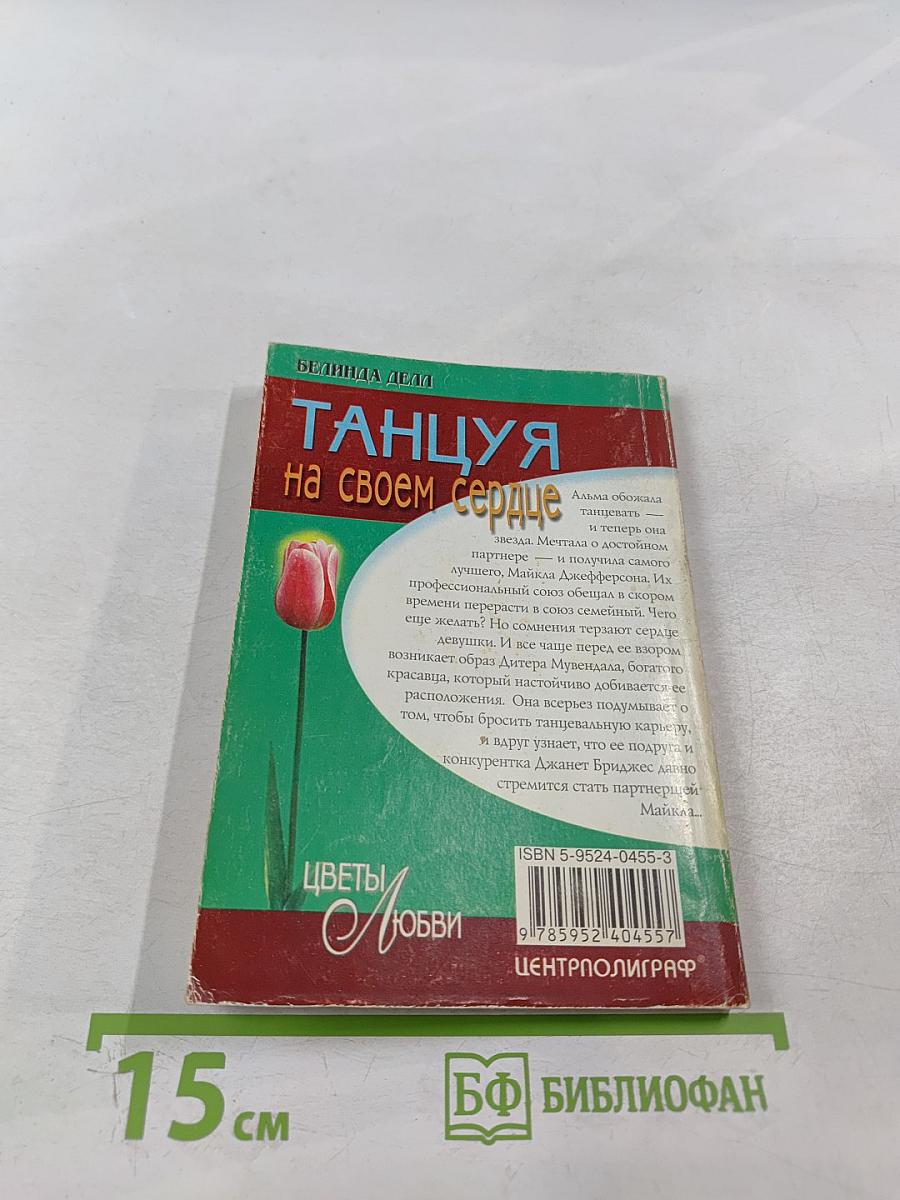 БЕЛИНДА ДЕЛЛ
ТАНЦУЯ
на своем сердце
Альма обожала
танцевать —
и теперь она
звезда. Мечтала о достойном
партнере — и получила самого
лучшего, Майкла Джефферсона. Их
профессиональный союз обещал в скором
времени перерасти в союз семейный. Чего
еще желать? Но сомнения терзают сердце
девушки. И все чаще перед ее взором
возникает образ Дитера Мувендала, богатого
красавца, который настойчиво добивается ее
расположения. Она всерьез подумывает о
том, чтобы бросить танцевальную карьеру,
и вдруг узнает, что ее подруга и
конкурентка Джанет Бриджес давно
стремится стать партнершей
Майкла...
ЦВЕТЫ
ЛЮБВИ
ISBN 5-9524-0455-3
9 785952 404557
ЦЕНТРПОЛИГРАФ®
15 см
БФ БИБЛИОФАН